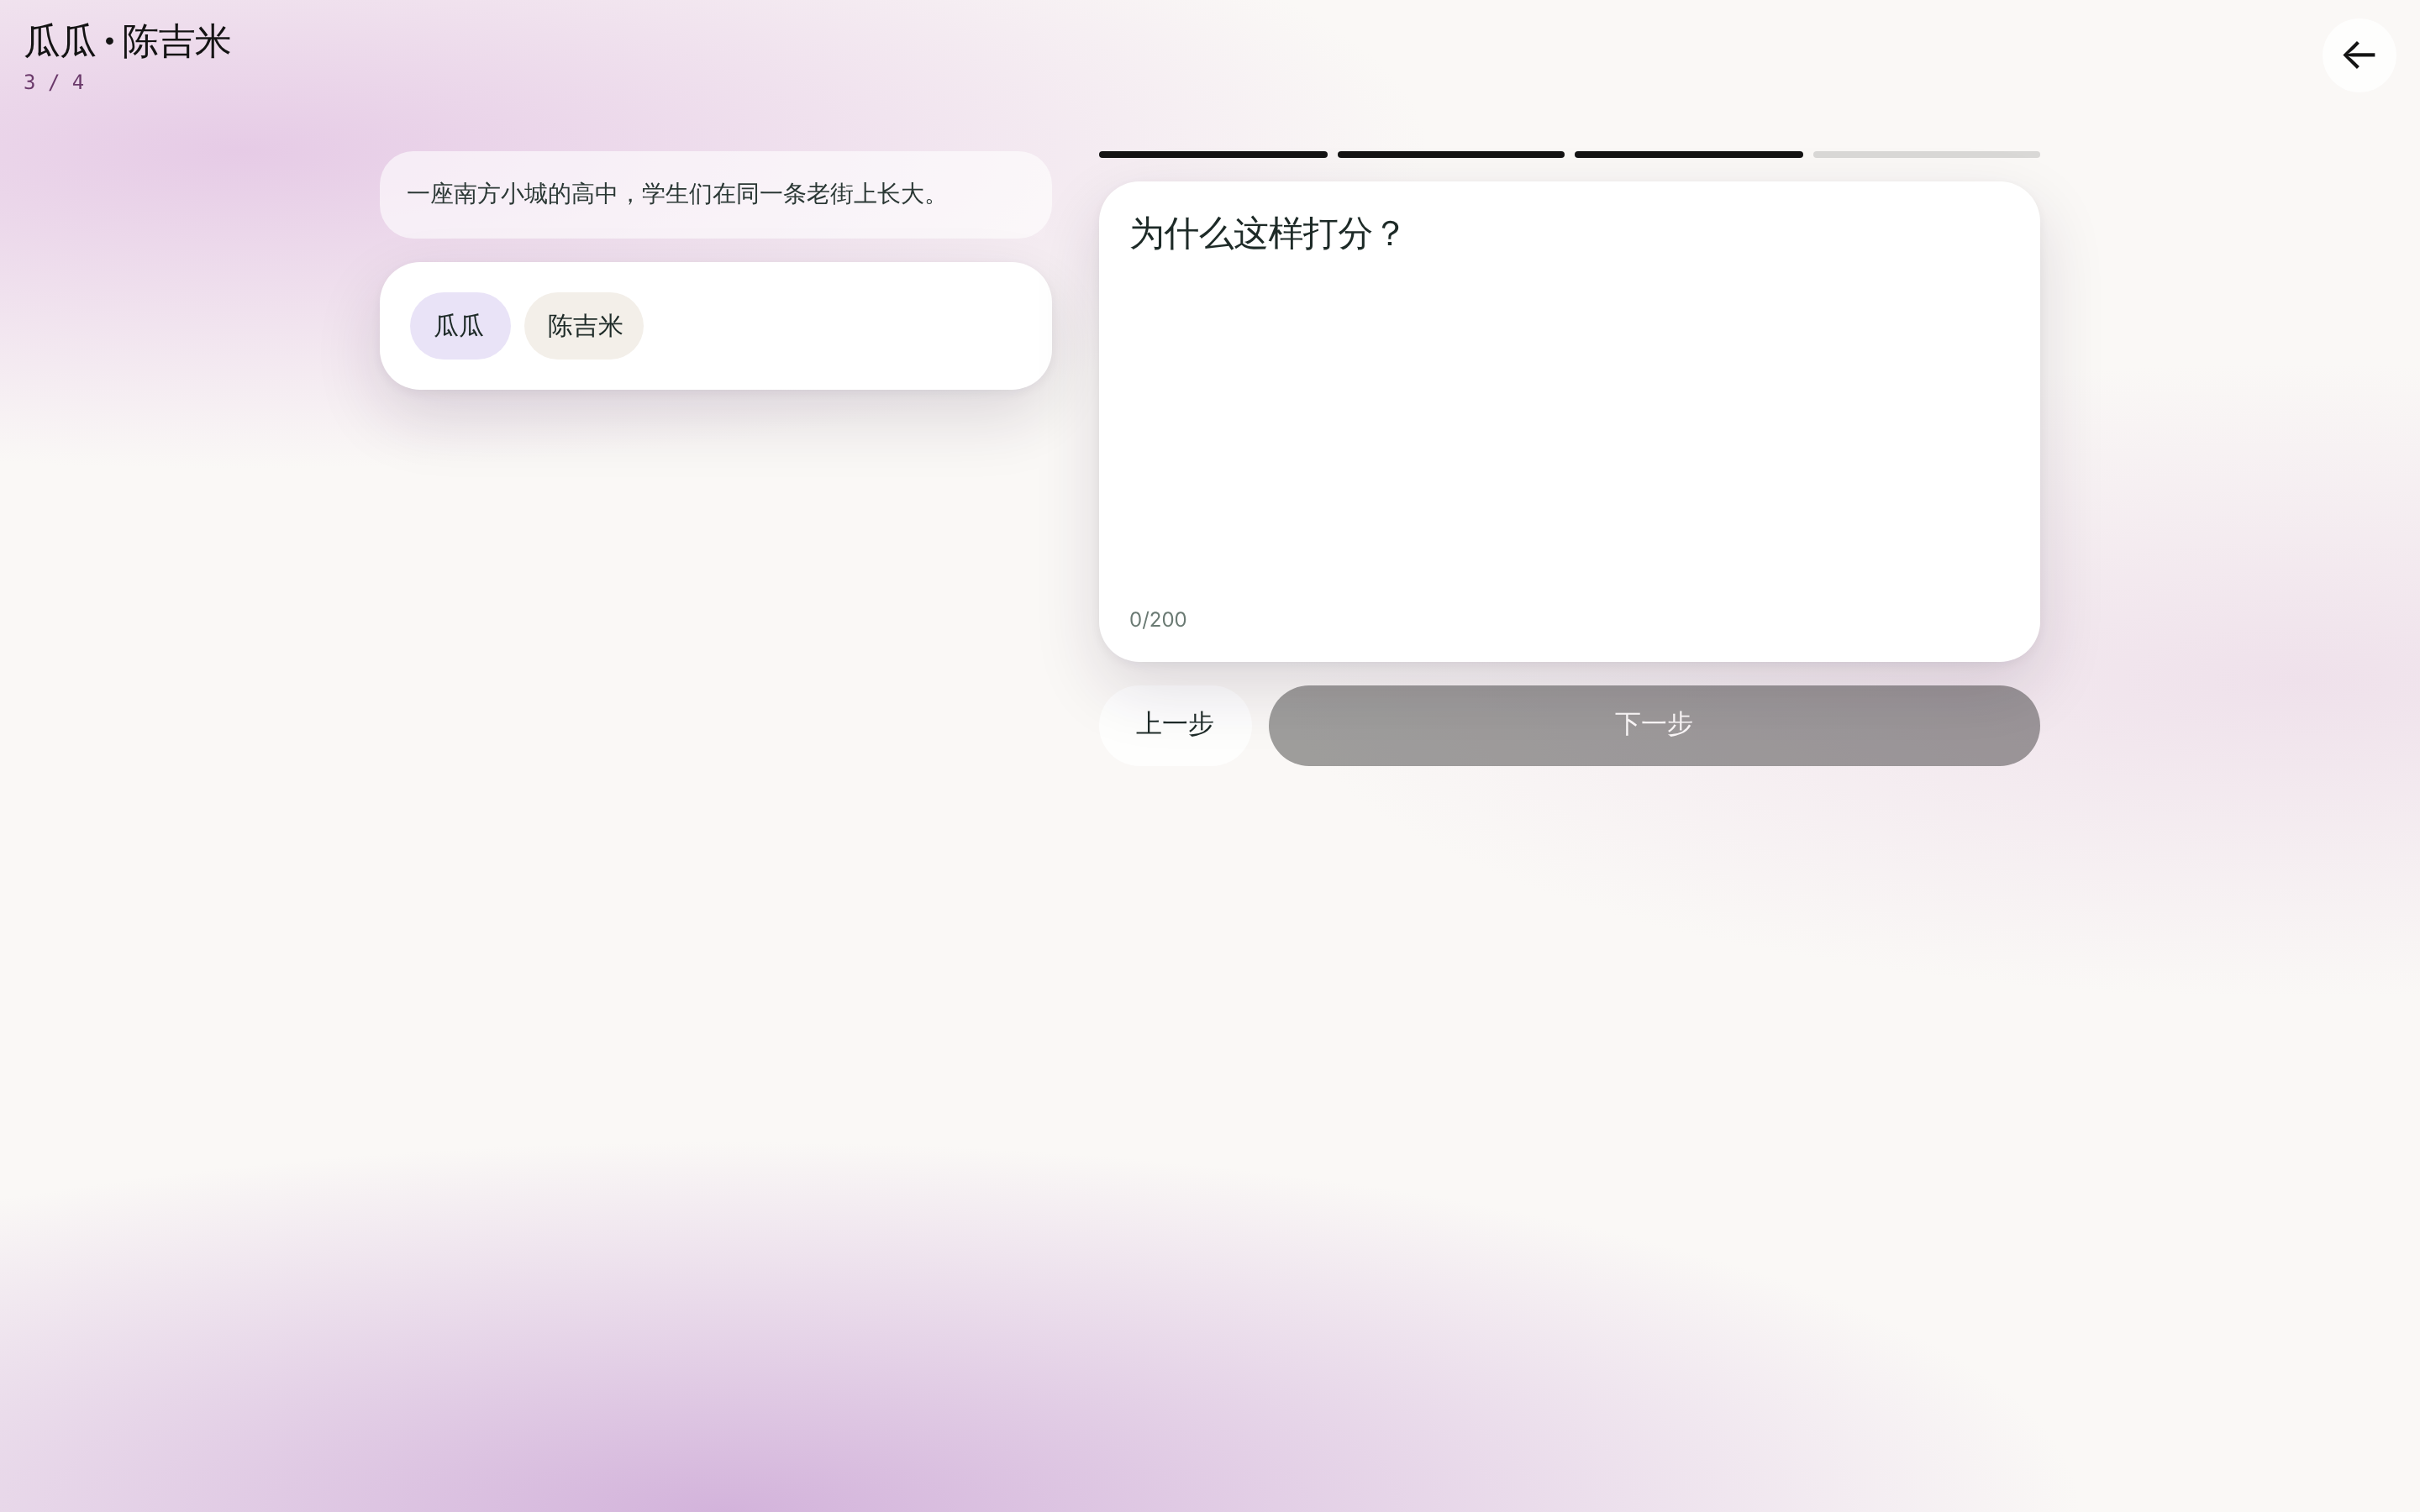 瓜瓜·陈吉米
3 / 4
一座南方小城的高中，学生们在同一条老街上长大。
瓜瓜
陈吉米
为什么这样打分？
0/200
上一步
下一步